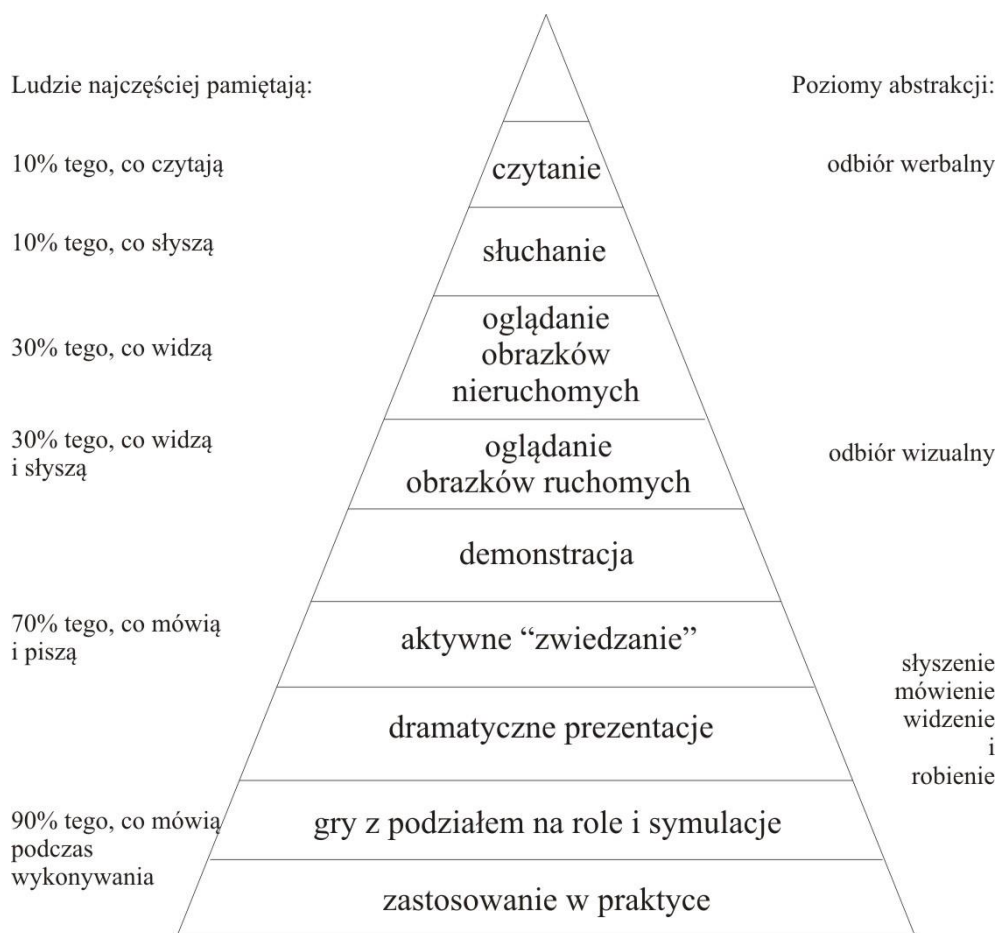 Ludzie najczęściej pamiętają:
Poziomy abstrakcji:
10% tego, co czytają
czytanie
odbiór werbalny
10% tego, co słyszą
słuchanie
30% tego, co widzą
oglądanie
obrazków
nieruchomych
30% tego, co widzą
i słyszą
oglądanie
obrazków ruchomych
odbiór wizualny
demonstracja
70% tego, co mówią
i piszą
aktywne “zwiedzanie”
słyszenie
mówienie
widzenie
i
robienie
dramatyczne prezentacje
90% tego, co mówią
podczas
wykonywania
gry z podziałem na role i symulacje
zastosowanie w praktyce